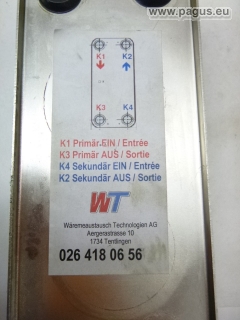 © www.pagus.eu
K1 K2
K3 K4
K1 Primär EIN / Entrée
K3 Primär AUS / Sortie
K4 Sekundär EIN / Entrée
K2 Sekundär AUS / Sortie
WT
Wäremeaustausch Technologien AG
Aergerastrasse 10
1734 Tentlingen
026 418 06 56